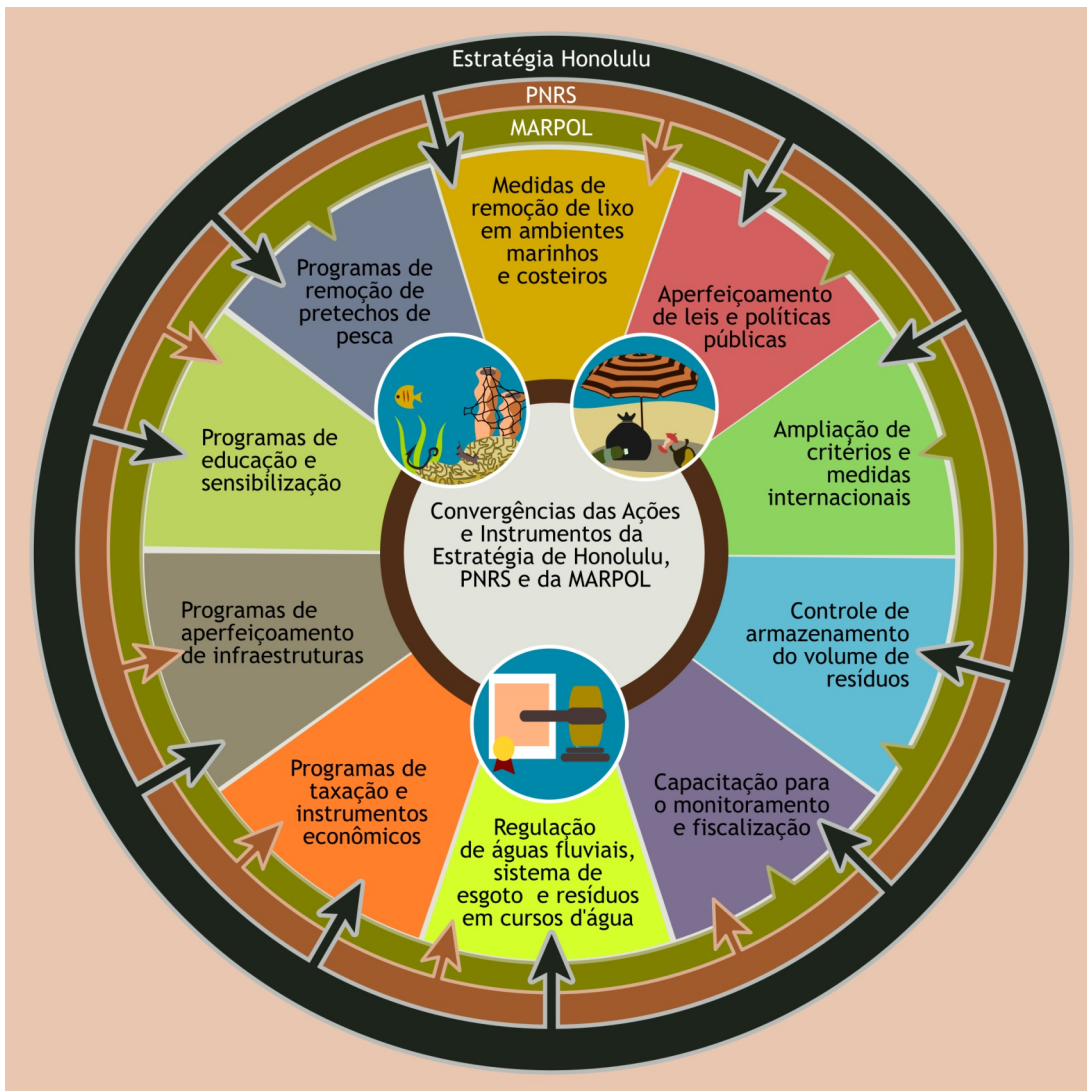 Estratégia Honolulu
PNRS
MARPOL
Medidas de
remoção de lixo
em ambientes
marinhos
e costeiros
Aperfeiçoamento
de leis e políticas
públicas
Ampliação de
critérios e
medidas
internacionais
Controle de
armazenamento
do volume de
resíduos
Capacitação para
o monitoramento
e fiscalização
Regulação
de águas fluviais,
sistema de
esgoto e resíduos
em cursos d'água
Programas de
taxação e
instrumentos
econômicos
Programas de
aperfeiçoamento
de infraestruturas
Programas de
educação e
sensibilização
Programas de
remoção de
pretechos de
pesca
Convergências das Ações
e Instrumentos da
Estratégia de Honolulu,
PNRS e da MARPOL